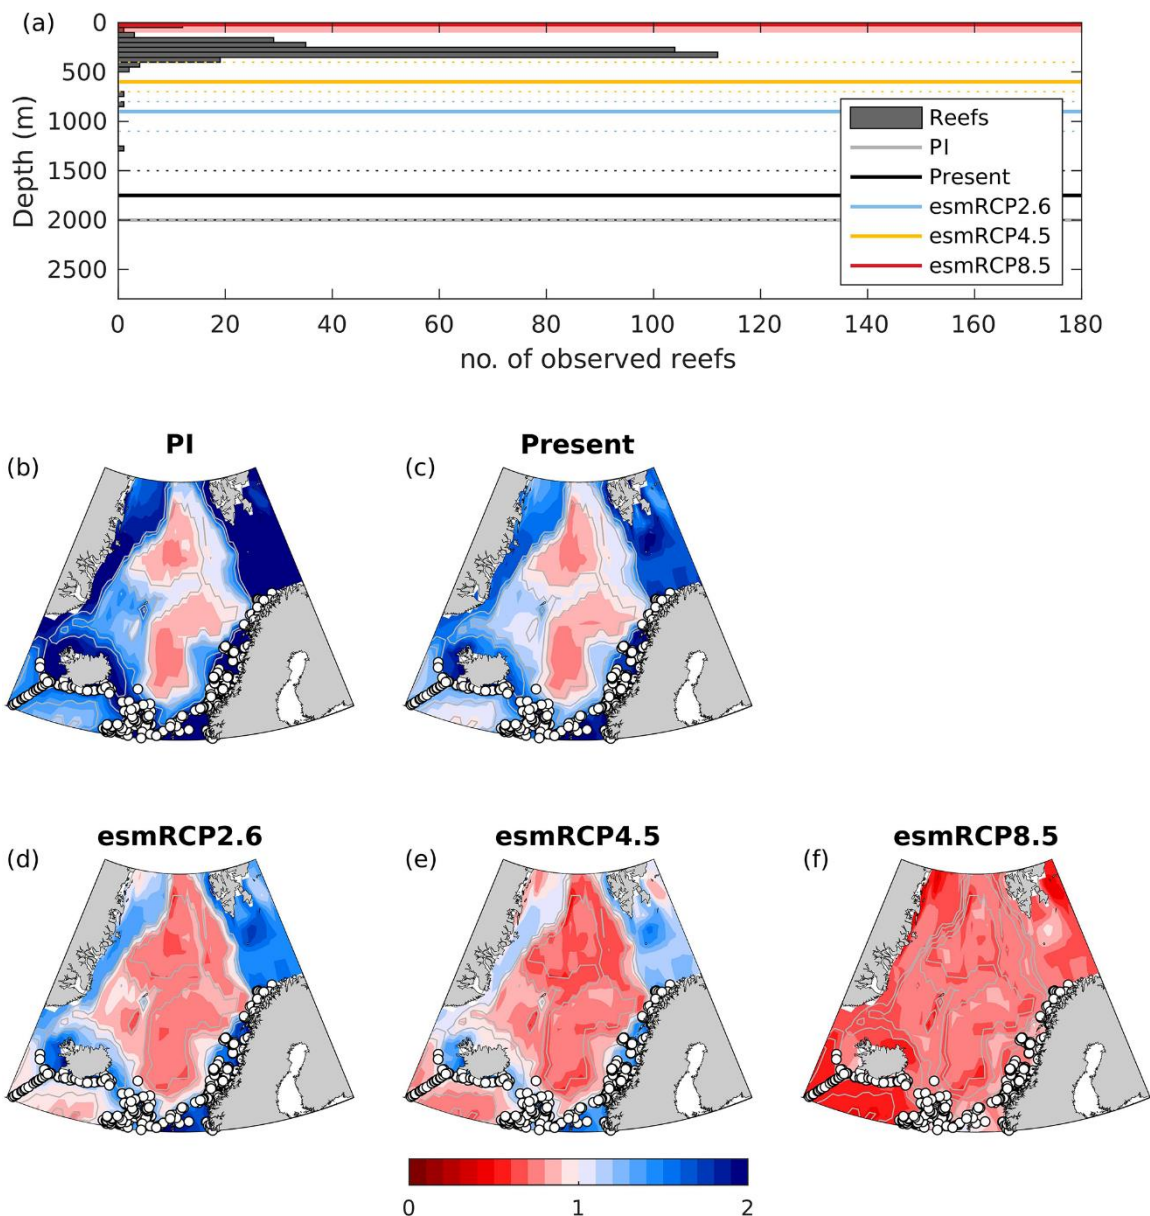 (a)
0
500
1000
1500
2000
2500
Depth (m)
0 20 40 60 80 100 120 140 160 180
no. of observed reefs
Reefs
PI
Present
esmRCP2.6
esmRCP4.5
esmRCP8.5
PI
(b)
Present
(c)
esmRCP2.6
(d)
esmRCP4.5
(e)
esmRCP8.5
(f)
0 1 2